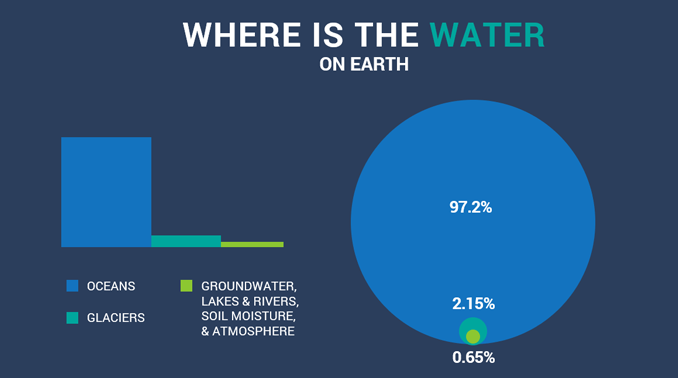 WHERE IS THE WATER
ON EARTH
97.2%
2.15%
0.65%
OCEANS
GLACIERS
GROUNDWATER,
LAKES & RIVERS,
SOIL MOISTURE,
& ATMOSPHERE